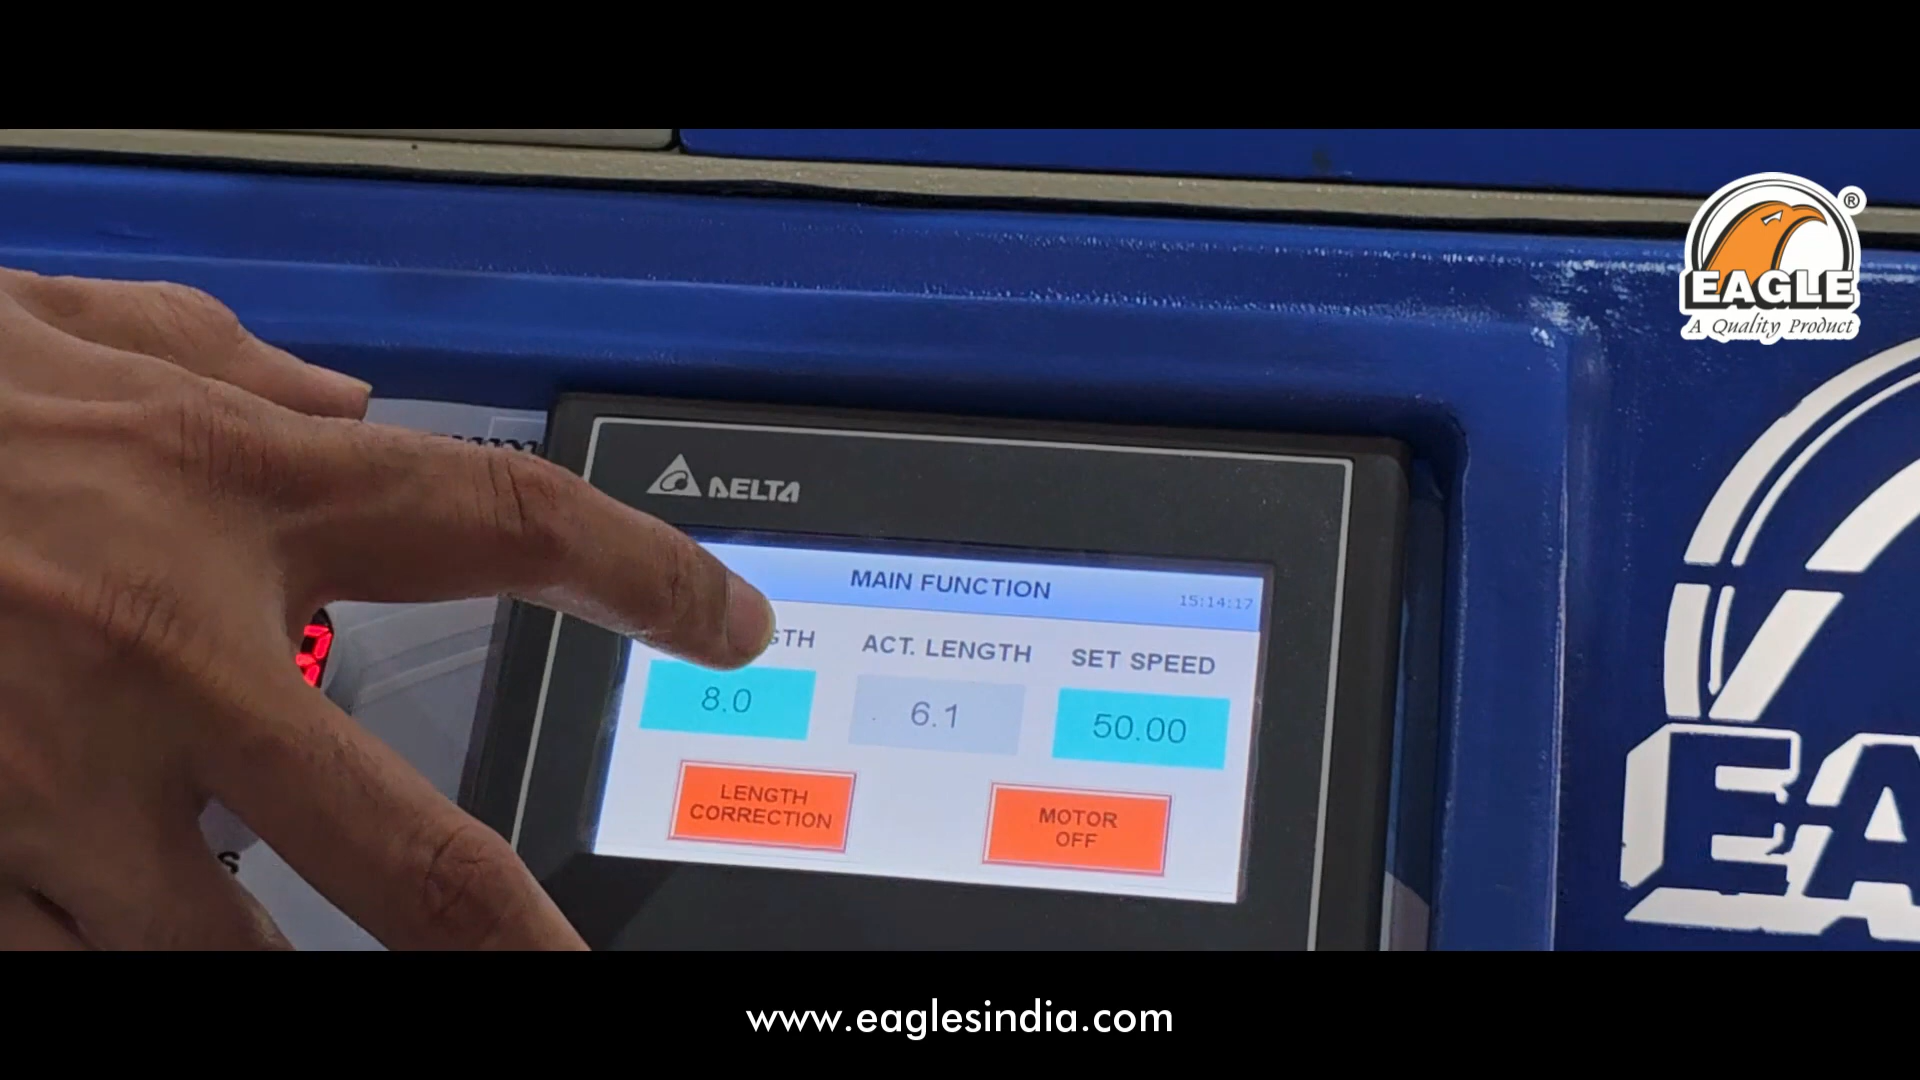 EAGLE
®
A Quality Product
DELTA
MAIN FUNCTION
15:14:17
ACT. LENGTH
SET SPEED
8.0
6.1
50.00
LENGTH
CORRECTION
MOTOR
OFF
www.eaglesindia.com